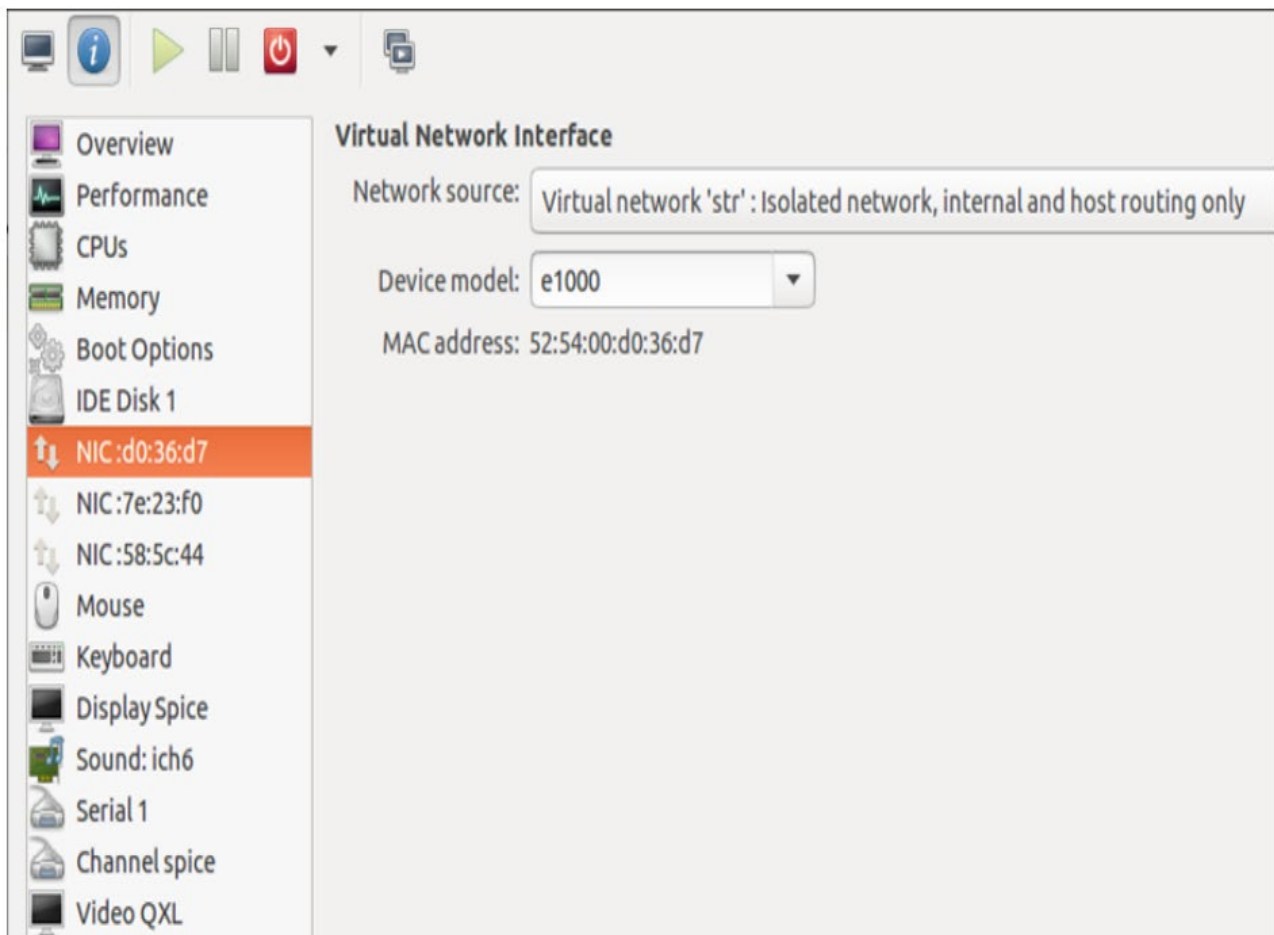 Overview
Performance
CPUs
Memory
Boot Options
IDE Disk 1
NIC :d0:36:d7
NIC :7e:23:f0
NIC :58:5c:44
Mouse
Keyboard
Display Spice
Sound: ich6
Serial 1
Channel spice
Video QXL
Virtual Network Interface
Network source: Virtual network 'str' : Isolated network, internal and host routing only
Device model: e1000
MAC address: 52:54:00:d0:36:d7